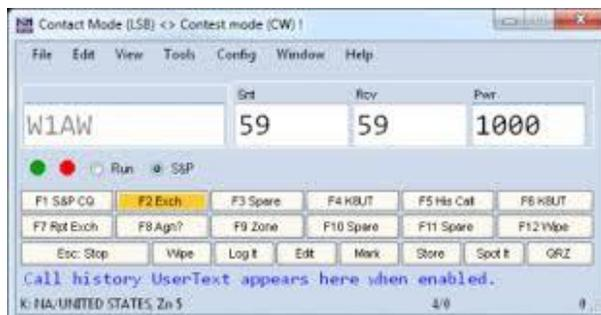 Contact Mode (LSB) <> Contest mode (CW) !
File Edit View Tools Config Window Help
Snt Rcv Pwr
W1AW 59 59 1000
Run S&P
F1 S&P CQ F2 Exch F3 Spare F4 K8UT F5 His Call F6 K8UT
F7 Rpt Exch F8 Agn? F9 Zone F10 Spare F11 Spare F12 Wipe
Esc: Stop Wipe Log It Edit Mark Store Spot It QRZ
Call history UserText appears here when enabled.
K: NA/UNITED STATES, Zn 5 4/0 0